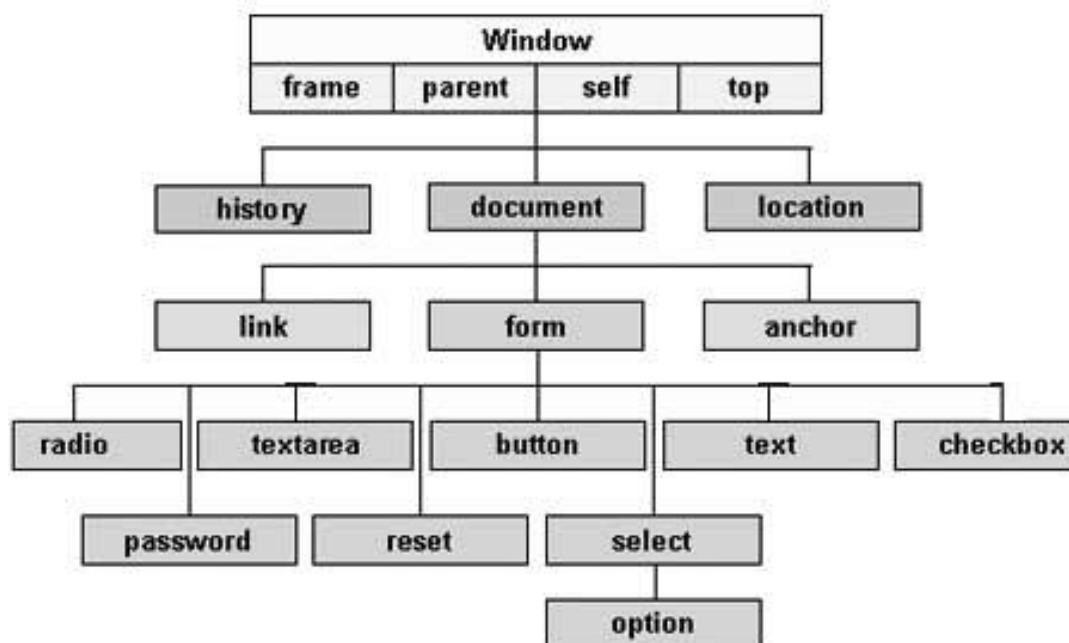 Window
frame parent self top
history document location
link form anchor
radio textarea button text checkbox
password reset select
option